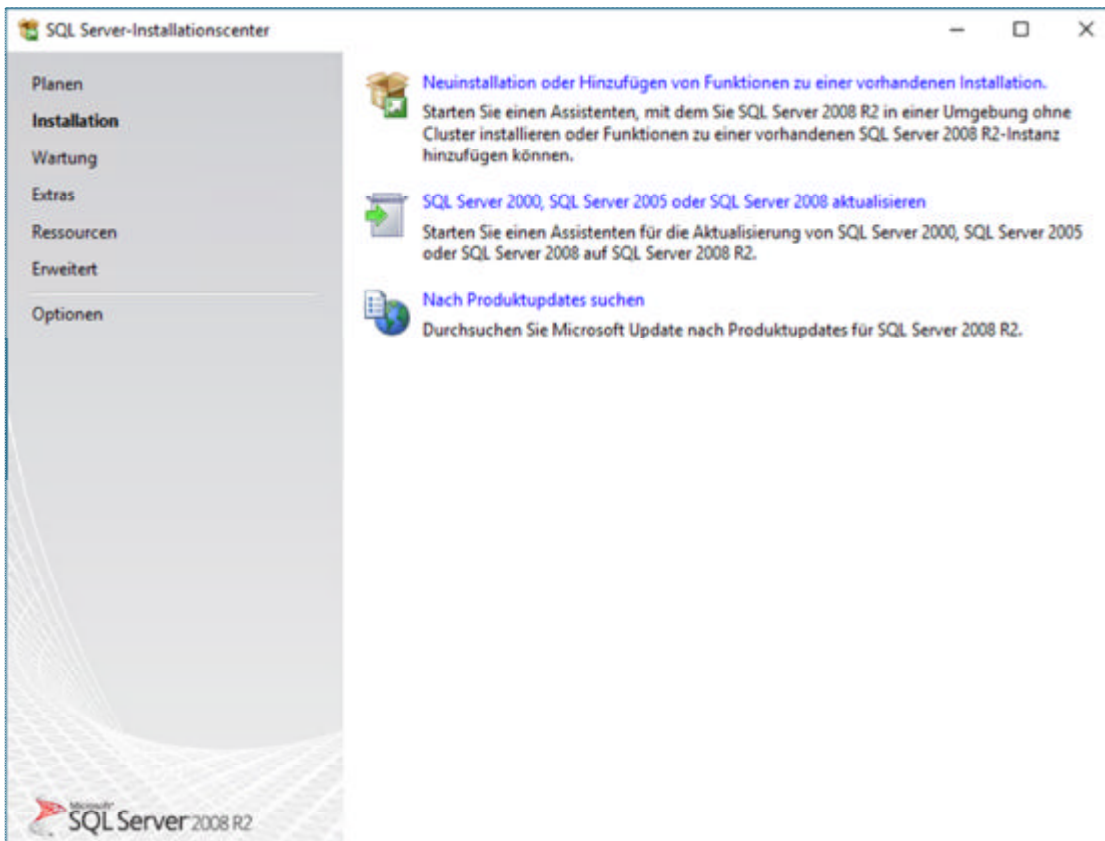 SQL Server-Installationscenter
Planen
Installation
Wartung
Extras
Ressourcen
Erweitert
Optionen
Neuinstallation oder Hinzufügen von Funktionen zu einer vorhandenen Installation.
Starten Sie einen Assistenten, mit dem Sie SQL Server 2008 R2 in einer Umgebung ohne
Cluster installieren oder Funktionen zu einer vorhandenen SQL Server 2008 R2-Instanz
hinzufügen können.
SQL Server 2000, SQL Server 2005 oder SQL Server 2008 aktualisieren
Starten Sie einen Assistenten für die Aktualisierung von SQL Server 2000, SQL Server 2005
oder SQL Server 2008 auf SQL Server 2008 R2.
Nach Produktupdates suchen
Durchsuchen Sie Microsoft Update nach Produktupdates für SQL Server 2008 R2.
Microsoft
SQL Server 2008 R2